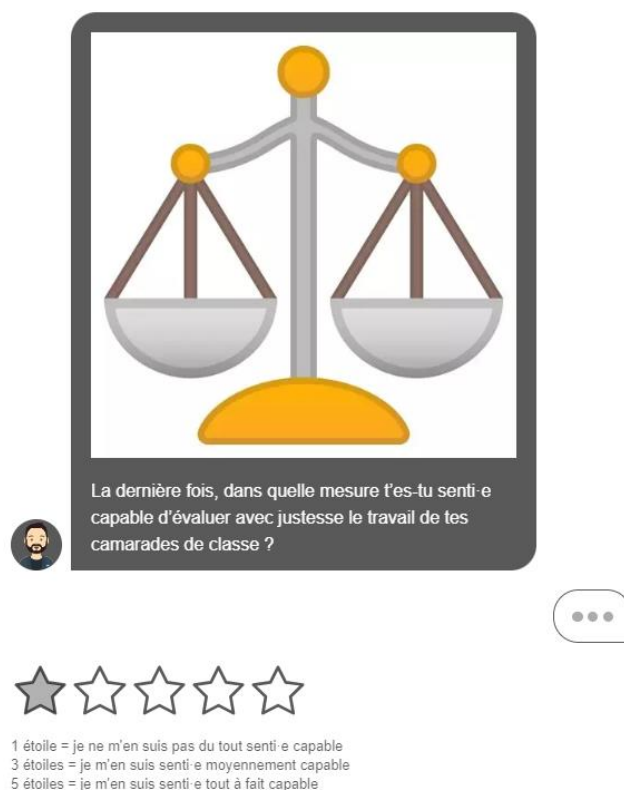 La dernière fois, dans quelle mesure t’es-tu senti·e
capable d’évaluer avec justesse le travail de tes
camarades de classe ?
1 étoile = je ne m'en suis pas du tout senti·e capable
3 étoiles = je m'en suis senti·e moyennement capable
5 étoiles = je m'en suis senti·e tout à fait capable